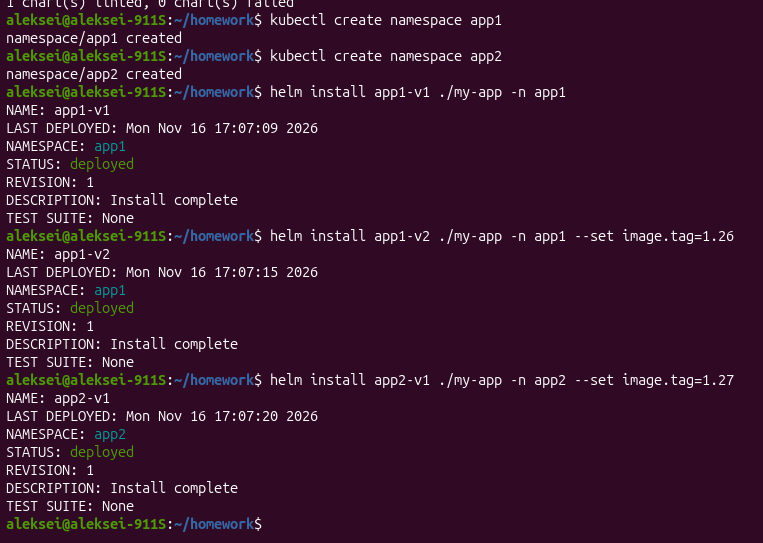 1 chart(s) linted, 0 chart(s) failed
aleksei@aleksei-911S:~/homework$ kubectl create namespace app1
namespace/app1 created
aleksei@aleksei-911S:~/homework$ kubectl create namespace app2
namespace/app2 created
aleksei@aleksei-911S:~/homework$ helm install app1-v1 ./my-app -n app1
NAME: app1-v1
LAST DEPLOYED: Mon Nov 16 17:07:09 2026
NAMESPACE: app1
STATUS: deployed
REVISION: 1
DESCRIPTION: Install complete
TEST SUITE: None
aleksei@aleksei-911S:~/homework$ helm install app1-v2 ./my-app -n app1 --set image.tag=1.26
NAME: app1-v2
LAST DEPLOYED: Mon Nov 16 17:07:15 2026
NAMESPACE: app1
STATUS: deployed
REVISION: 1
DESCRIPTION: Install complete
TEST SUITE: None
aleksei@aleksei-911S:~/homework$ helm install app2-v1 ./my-app -n app2 --set image.tag=1.27
NAME: app2-v1
LAST DEPLOYED: Mon Nov 16 17:07:20 2026
NAMESPACE: app2
STATUS: deployed
REVISION: 1
DESCRIPTION: Install complete
TEST SUITE: None
aleksei@aleksei-911S:~/homework$